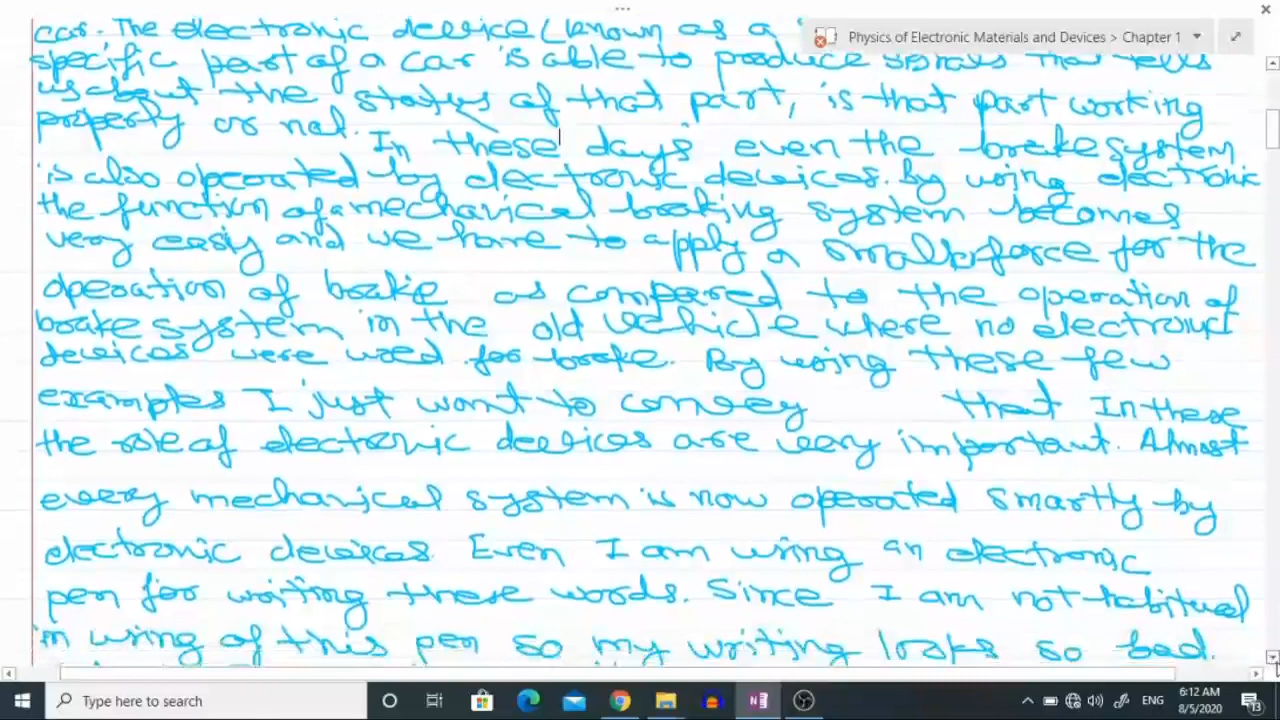 Physics of Electronic Materials and Devices > Chapter 1
car. The electronic device (known as a
specific part of a car is able to produce signals that tells
us about the status of that part, is that part working
properly or not. In these days even the brake system
is also operated by electronic devices. By using electronic
the function of a mechanical braking system becomes
very easy and we have to apply a smaller force for the
operation of brake as compared to the operation of
brake system in the old vehicle where no electronic
devices were used for brake. By using these few
examples I just want to convey that In these
the role of electronic devices are very important. Almost
every mechanical system is now operated smartly by
electronic devices. Even I am using an electronic
pen for writing these words. Since I am not habitual
in using of this pen so my writing looks so bad.
Type here to search
ENG
6:12 AM
8/5/2020
13